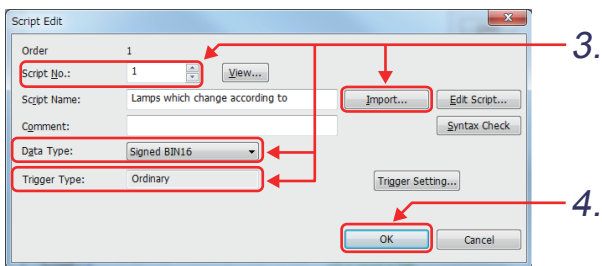 Script Edit
Order 1
Script No.: 1 View...
3.
Script Name: Lamps which change according to Import... Edit Script...
Comment: Syntax Check
Data Type: Signed BIN16
Trigger Type: Ordinary Trigger Setting...
4.
OK Cancel